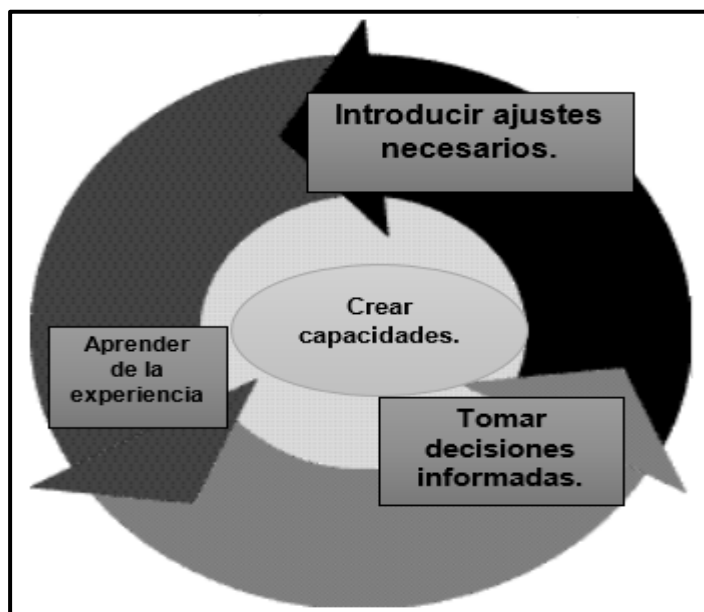 Introducir ajustes
necesarios.
Crear
capacidades.
Aprender
de la
experiencia
Tomar
decisiones
informadas.